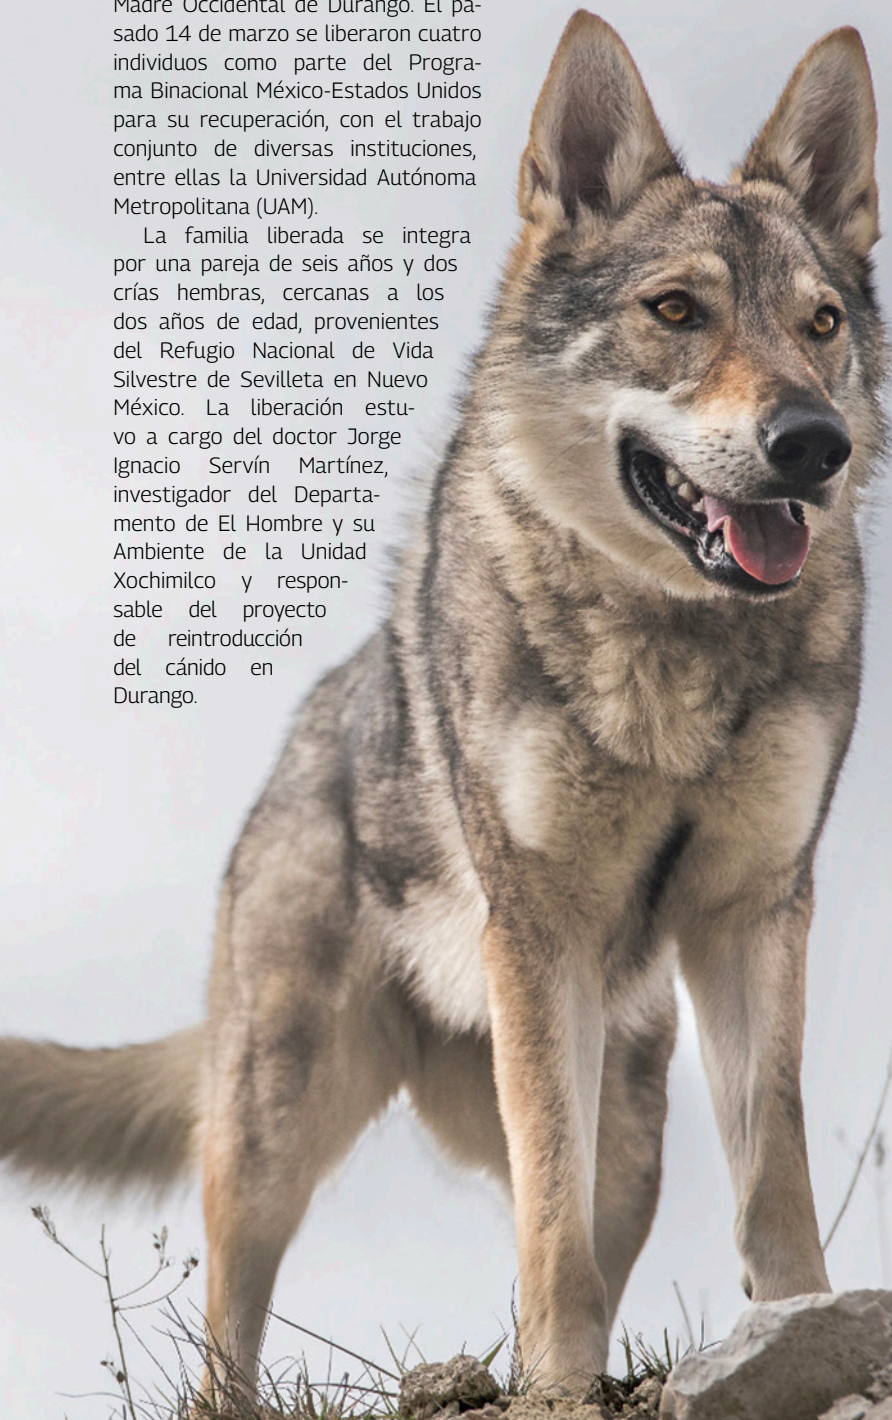 Madre Occidental de Durango. El pa-
sado 14 de marzo se liberaron cuatro
individuos como parte del Progra-
ma Binacional México-Estados Unidos
para su recuperación, con el trabajo
conjunto de diversas instituciones,
entre ellas la Universidad Autónoma
Metropolitana (UAM).
La familia liberada se integra
por una pareja de seis años y dos
crías hembras, cercanas a los
dos años de edad, provenientes
del Refugio Nacional de Vida
Silvestre de Sevilleta en Nuevo
México. La liberación estu-
vo a cargo del doctor Jorge
Ignacio Servín Martínez,
investigador del Departa-
mento de El Hombre y su
Ambiente de la Unidad
Xochimilco y respon-
sable del proyecto
de reintroducción
del cánido en
Durango.